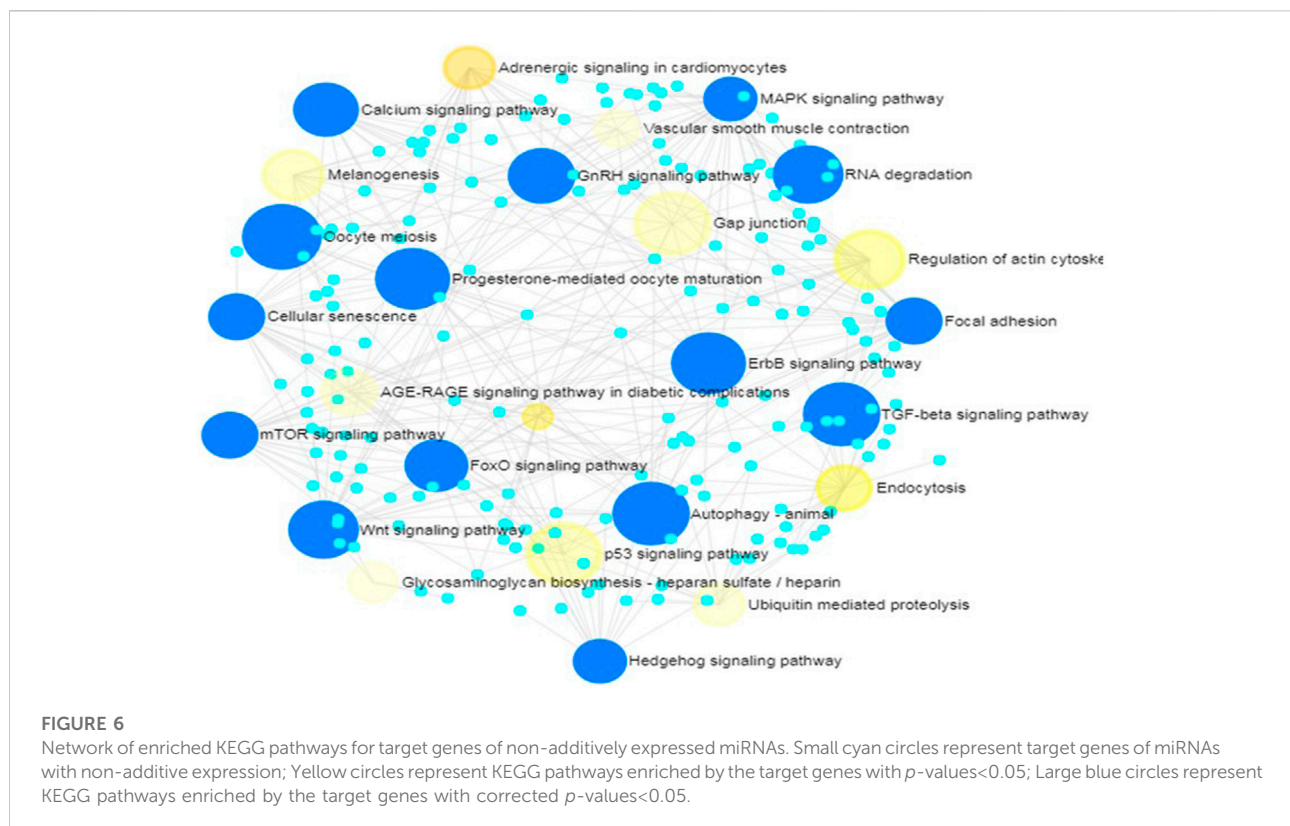 Adrenergic signaling in cardiomyocytes
MAPK signaling pathway
Calcium signaling pathway
Vascular smooth muscle contraction
Melanogenesis
GnRH signaling pathway
RNA degradation
Gap junction
Oocyte meiosis
Regulation of actin cytoske
Progesterone-mediated oocyte maturation
Cellular senescence
Focal adhesion
ErbB signaling pathway
AGE-RAGE signaling pathway in diabetic complications
TGF-beta signaling pathway
mTOR signaling pathway
FoxO signaling pathway
Endocytosis
Autophagy - animal
Wnt signaling pathway
p53 signaling pathway
Glycosaminoglycan biosynthesis - heparan sulfate / heparin
Ubiquitin mediated proteolysis
Hedgehog signaling pathway
FIGURE 6
Network of enriched KEGG pathways for target genes of non-additively expressed miRNAs. Small cyan circles represent target genes of miRNAs
with non-additive expression; Yellow circles represent KEGG pathways enriched by the target genes with p-values<0.05; Large blue circles represent
KEGG pathways enriched by the target genes with corrected p-values<0.05.